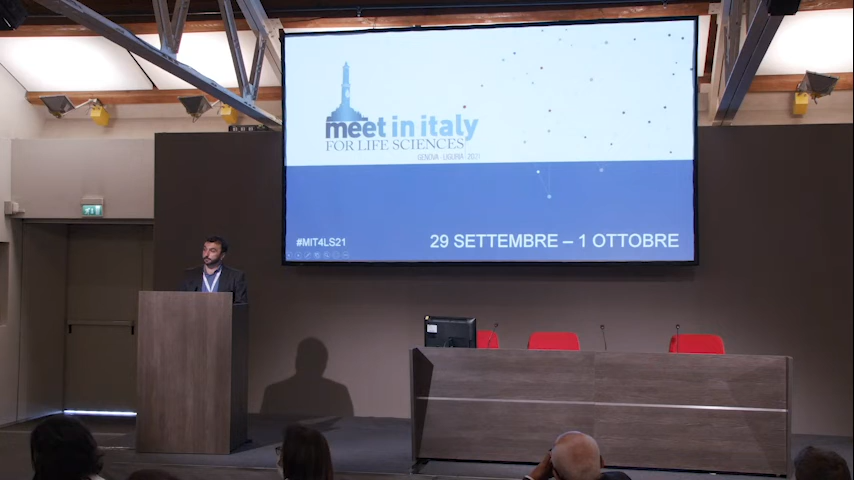 meet in italy
FOR LIFE SCIENCES
GENOVA - LIGURIA | 2021
#MIT4LS21
29 SETTEMBRE – 1 OTTOBRE